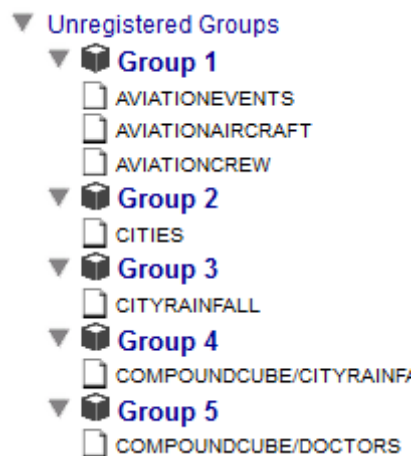 Unregistered Groups
Group 1
AVIATIONEVENTS
AVIATIONAIRCRAFT
AVIATIONCREW
Group 2
CITIES
Group 3
CITYRAINFALL
Group 4
COMPOUNDCUBE/CITYRAINFA
Group 5
COMPOUNDCUBE/DOCTORS